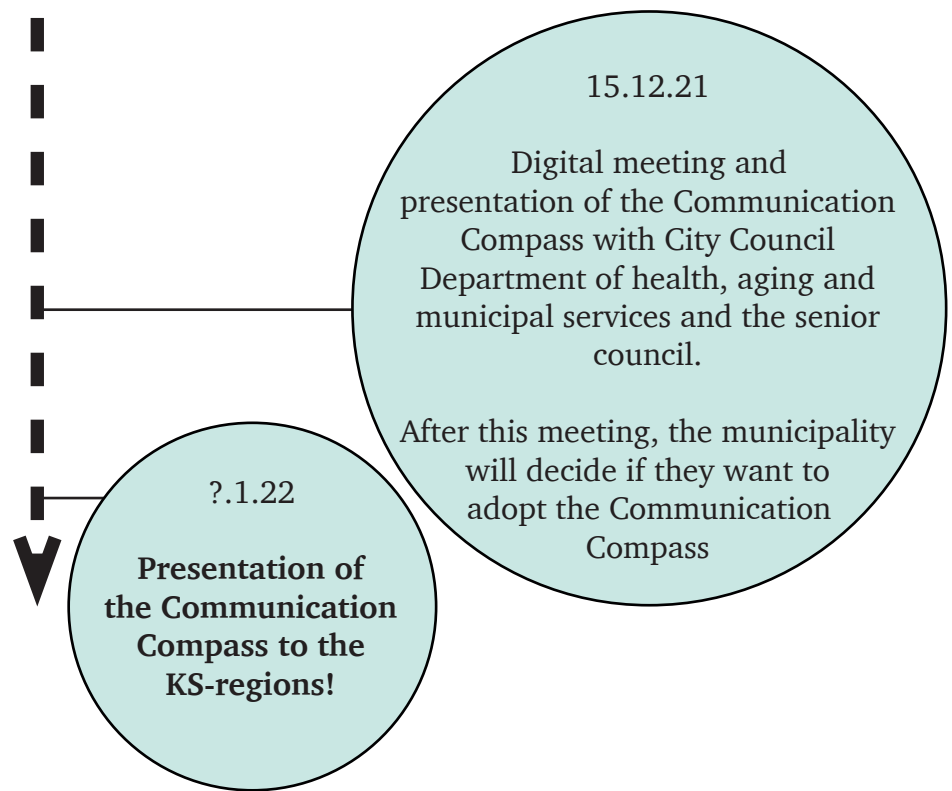 15.12.21
Digital meeting and
presentation of the Communication
Compass with City Council
Department of health, aging and
municipal services and the senior
council.
After this meeting, the municipality
will decide if they want to
adopt the Communication
Compass
?.1.22
Presentation of
the Communication
Compass to the
KS-regions!